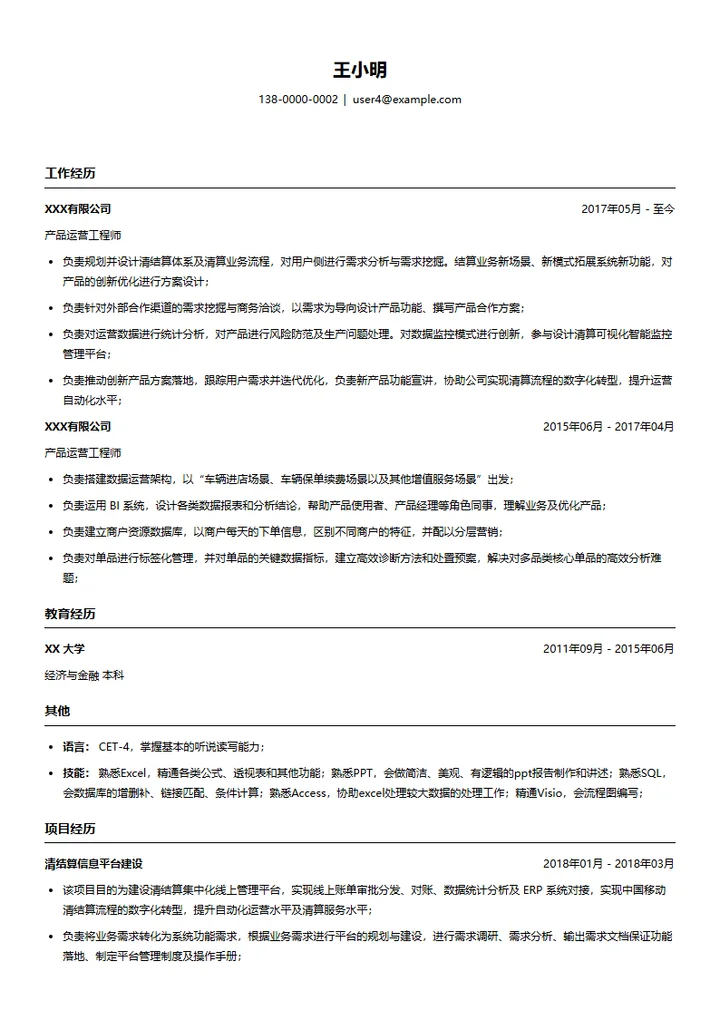 王小明
138-0000-0002 | user4@example.com
工作经历
XXX有限公司 2017年05月 - 至今
产品运营工程师
• 负责规划并设计清结算体系及清算业务流程，对用户侧进行需求分析与需求挖掘。结算业务新场景、新模式拓展系统新功能，对
产品的创新优化进行方案设计；
• 负责针对外部合作渠道的需求挖掘与商务洽谈，以需求为导向设计产品功能、撰写产品合作方案；
• 负责对运营数据进行统计分析，对产品进行风险防范及生产问题处理。对数据监控模式进行创新，参与设计清算可视化智能监控
管理平台；
• 负责推动创新产品方案落地，跟踪用户需求并迭代优化，负责新产品功能宣讲，协助公司实现清算流程的数字化转型，提升运营
自动化水平；
XXX有限公司 2015年06月 - 2017年04月
产品运营工程师
• 负责搭建数据运营架构，以“车辆进店场景、车辆保单续费场景以及其他增值服务场景”出发；
• 负责运用 BI 系统，设计各类数据报表和分析结论，帮助产品使用者、产品经理等角色同事，理解业务及优化产品；
• 负责建立商户资源数据库，以商户每天的下单信息，区别不同商户的特征，并配以分层营销；
• 负责对单品进行标签化管理，并对单品的关键数据指标，建立高效诊断方法和处置预案，解决对多品类核心单品的高效分析难
题；
教育经历
XX 大学 2011年09月 - 2015年06月
经济与金融 本科
其他
• 语言： CET-4，掌握基本的听说读写能力；
• 技能： 熟悉Excel，精通各类公式、透视表和其他功能；熟悉PPT，会做简洁、美观、有逻辑的ppt报告制作和讲述；熟悉SQL，
会数据库的增删补、链接匹配、条件计算；熟悉Access，协助excel处理较大数据的处理工作；精通Visio，会流程图编写；
项目经历
清结算信息平台建设 2018年01月 - 2018年03月
• 该项目目的为建设清结算集中化线上管理平台，实现线上账单审批分发、对账、数据统计分析及 ERP 系统对接，实现中国移动
清结算流程的数字化转型，提升自动化运营水平及清算服务水平；
• 负责将业务需求转化为系统功能需求，根据业务需求进行平台的规划与建设，进行需求调研、需求分析、输出需求文档保证功能
落地、制定平台管理制度及操作手册；